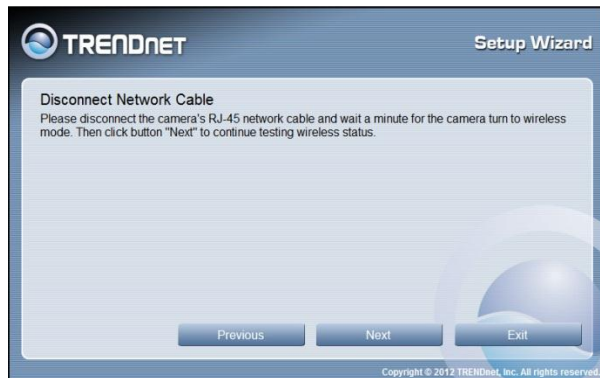 TRENDNET
Setup Wizard
Disconnect Network Cable
Please disconnect the camera's RJ-45 network cable and wait a minute for the camera turn to wireless
mode. Then click button "Next" to continue testing wireless status.
Previous
Next
Exit
Copyright © 2012 TRENDnet, Inc. All rights reserved.